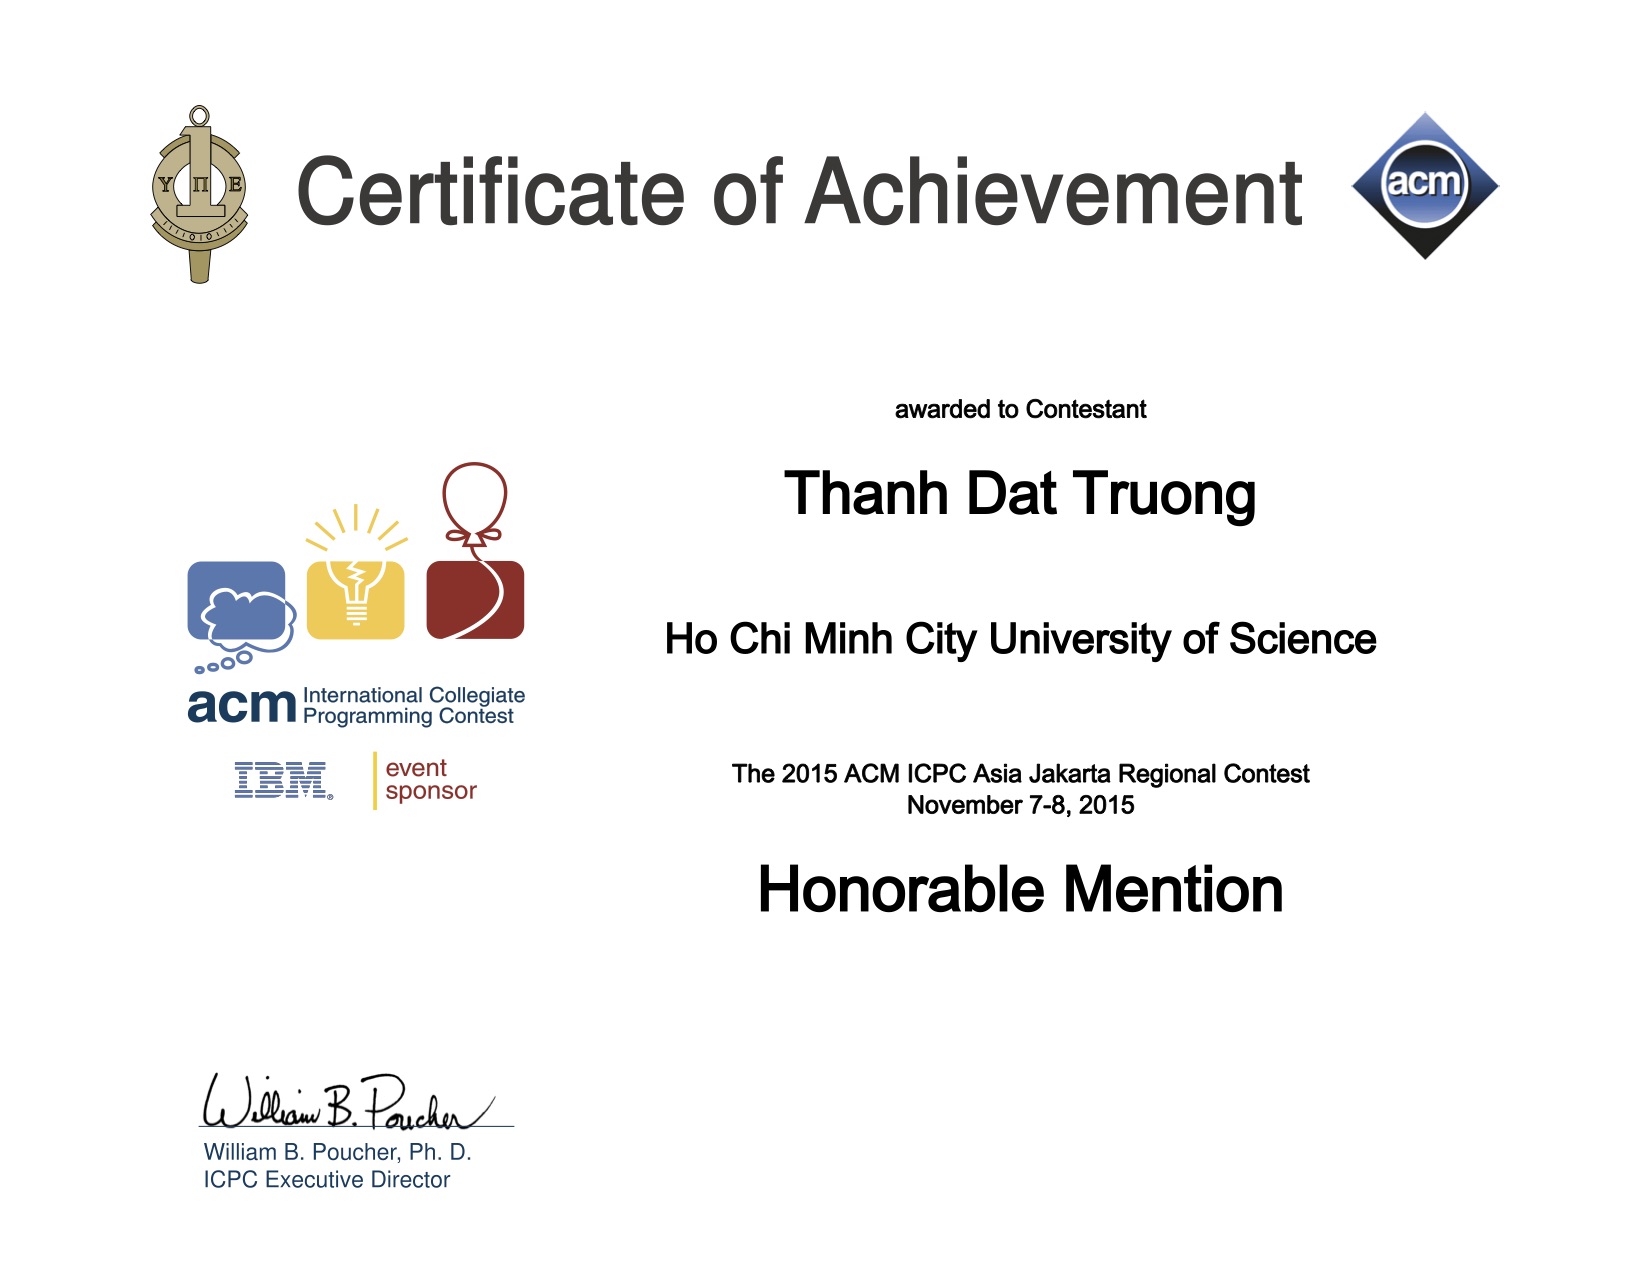 Υ Π Ε
Certificate of Achievement
acm
awarded to Contestant
Thanh Dat Truong
Ho Chi Minh City University of Science
acm International Collegiate
Programming Contest
IBM®
event
sponsor
The 2015 ACM ICPC Asia Jakarta Regional Contest
November 7-8, 2015
Honorable Mention
William B. Poucher
William B. Poucher, Ph. D.
ICPC Executive Director